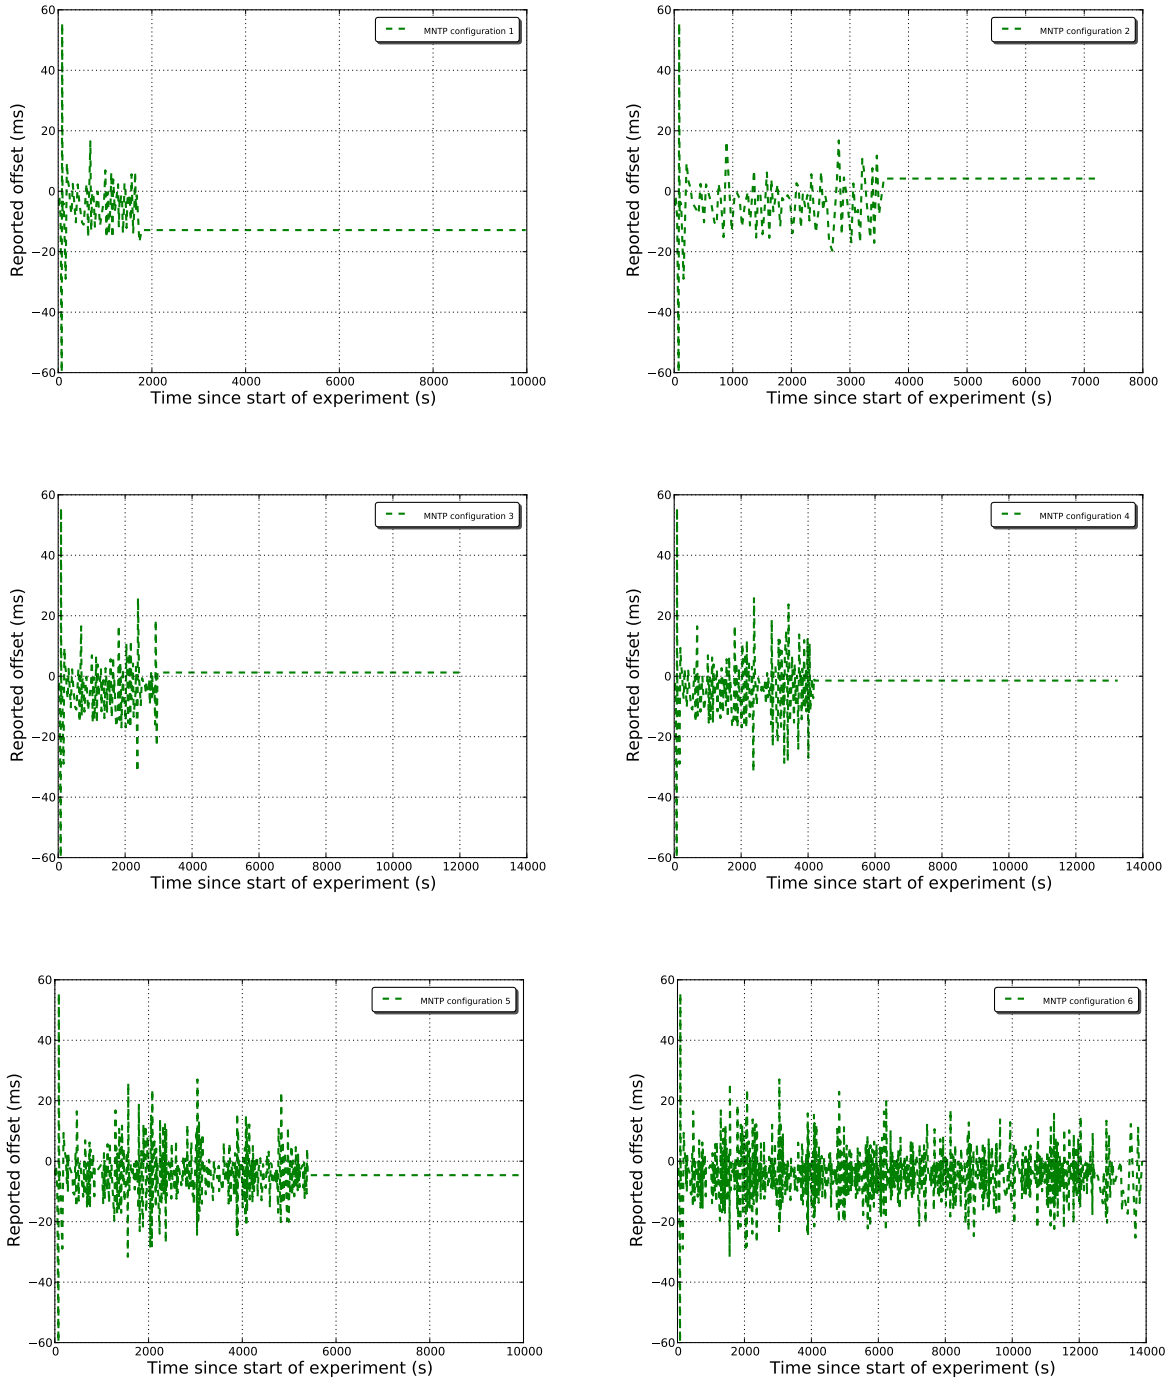 60
40
20
0
−20
−40
−60
Reported offset (ms)
MNTP configuration 1
0 2000 4000 6000 8000 10000
Time since start of experiment (s)
60
40
20
0
−20
−40
−60
Reported offset (ms)
MNTP configuration 2
0 1000 2000 3000 4000 5000 6000 7000 8000
Time since start of experiment (s)
60
40
20
0
−20
−40
−60
Reported offset (ms)
MNTP configuration 3
0 2000 4000 6000 8000 10000 12000 14000
Time since start of experiment (s)
60
40
20
0
−20
−40
−60
Reported offset (ms)
MNTP configuration 4
0 2000 4000 6000 8000 10000 12000 14000
Time since start of experiment (s)
60
40
20
0
−20
−40
−60
Reported offset (ms)
MNTP configuration 5
0 2000 4000 6000 8000 10000
Time since start of experiment (s)
60
40
20
0
−20
−40
−60
Reported offset (ms)
MNTP configuration 6
0 2000 4000 6000 8000 10000 12000 14000
Time since start of experiment (s)